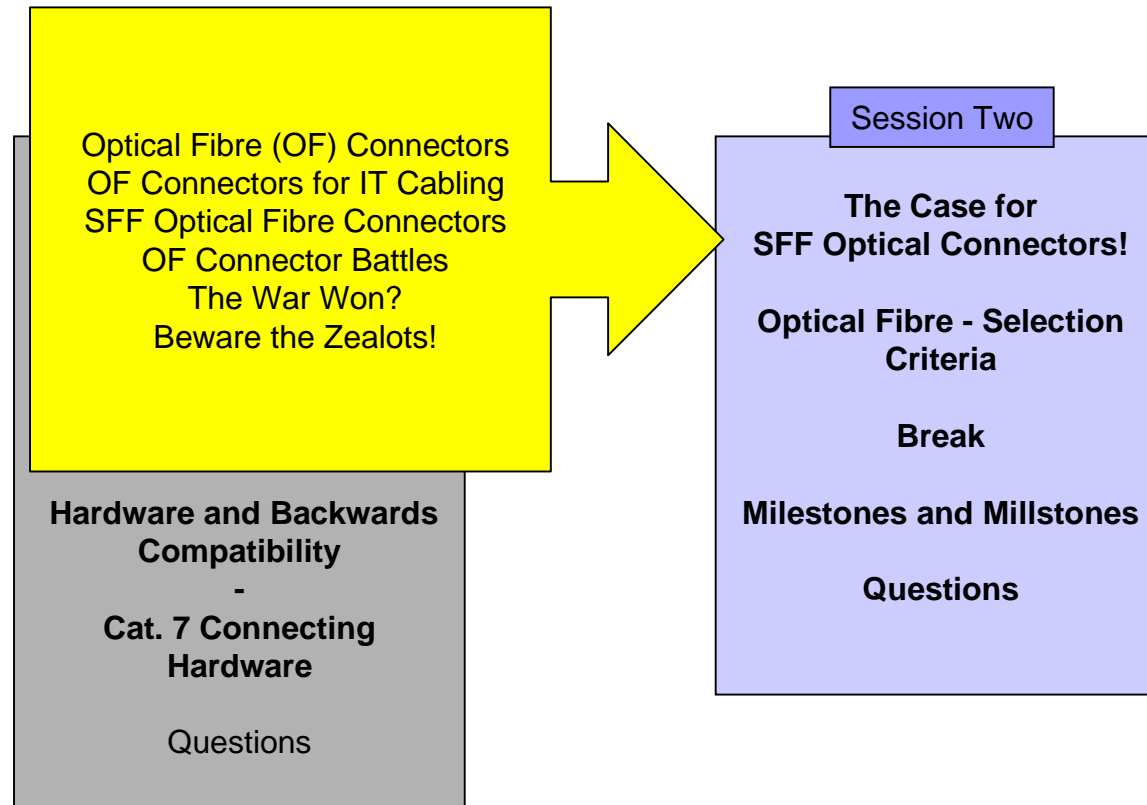 Optical Fibre (OF) Connectors
OF Connectors for IT Cabling
SFF Optical Fibre Connectors
OF Connector Battles
The War Won?
Beware the Zealots!
Hardware and Backwards
Compatibility
-
Cat. 7 Connecting
Hardware
Questions
Session Two
The Case for
SFF Optical Connectors!
Optical Fibre - Selection
Criteria
Break
Milestones and Millstones
Questions